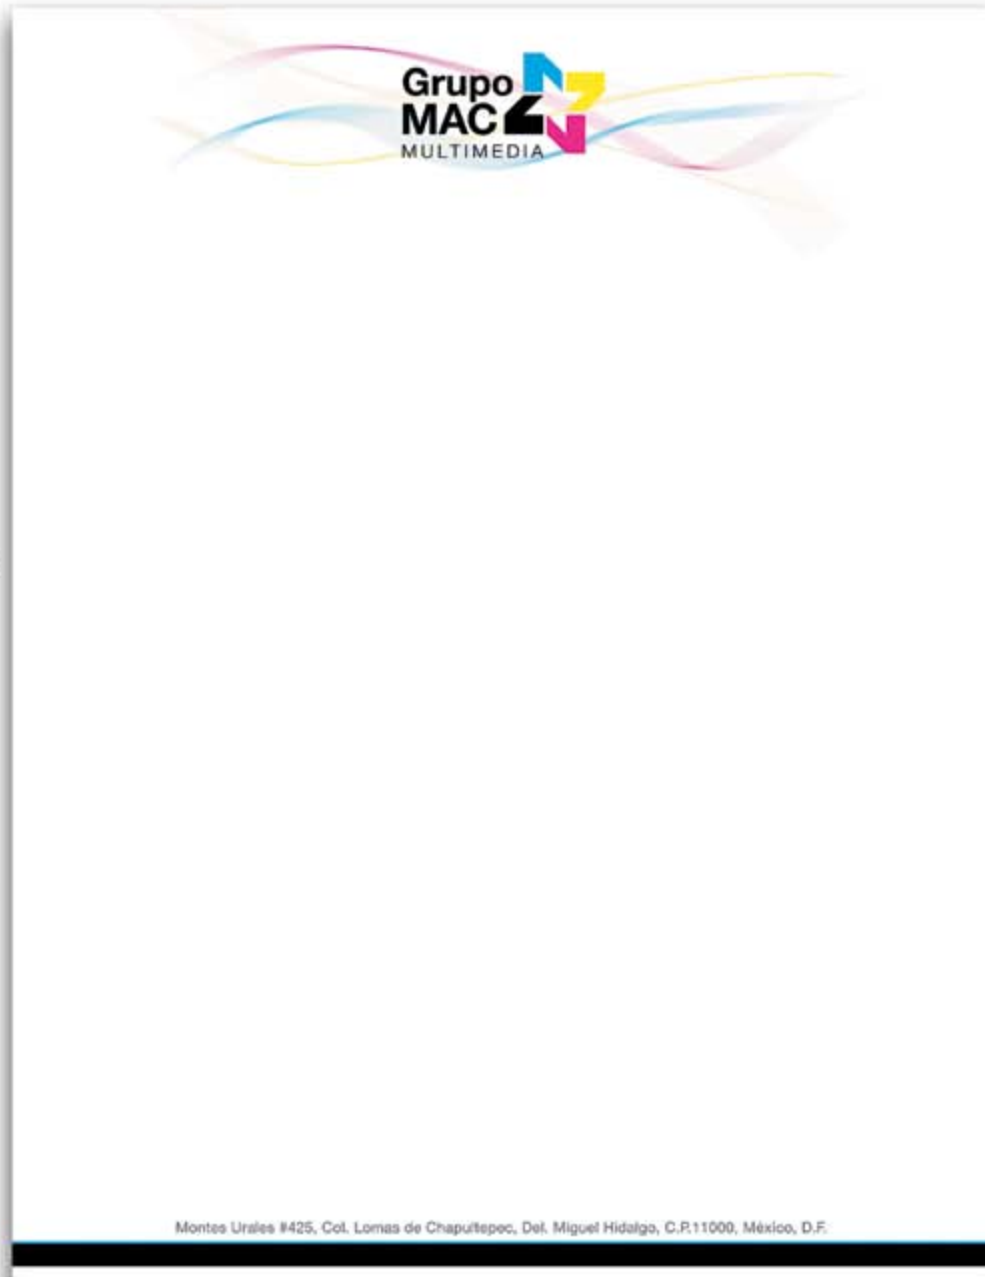 Grupo
MAC
MULTIMEDIA
Montes Urales #425, Col. Lomas de Chapultepec, Del. Miguel Hidalgo, C.P.11000, México, D.F.